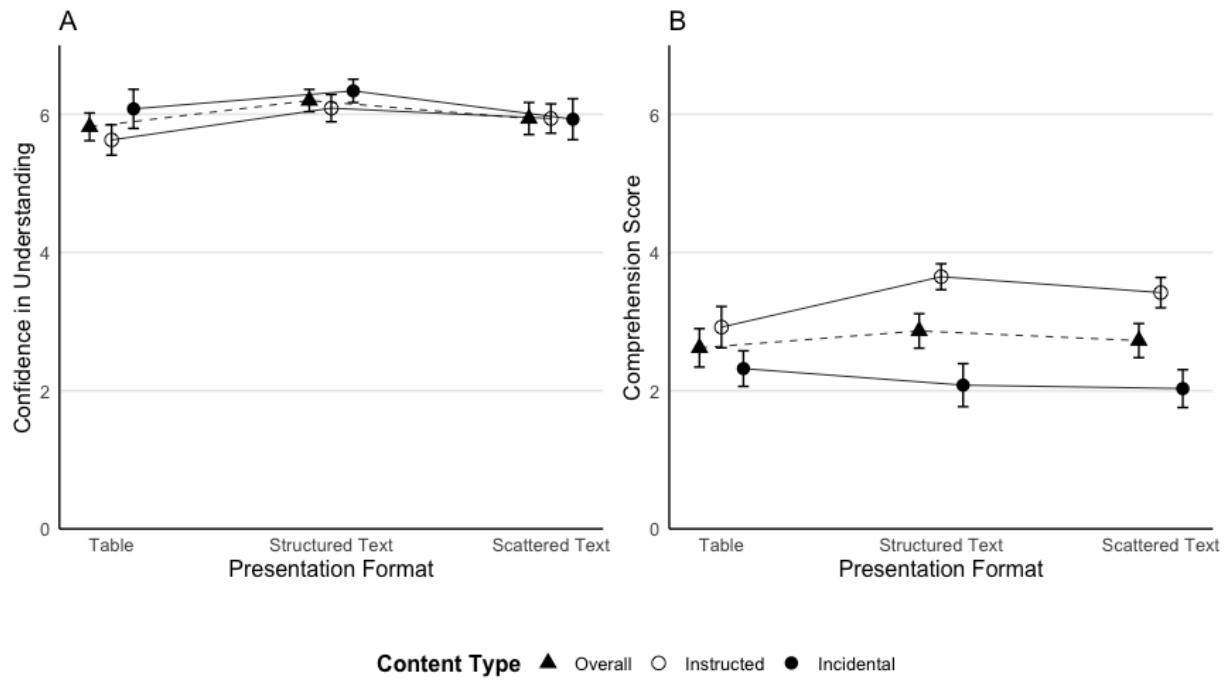 A
Confidence in Understanding
6
4
2
0
Table Structured Text Scattered Text
Presentation Format
B
Comprehension Score
6
4
2
0
Table Structured Text Scattered Text
Presentation Format
Content Type Overall Instructed Incidental